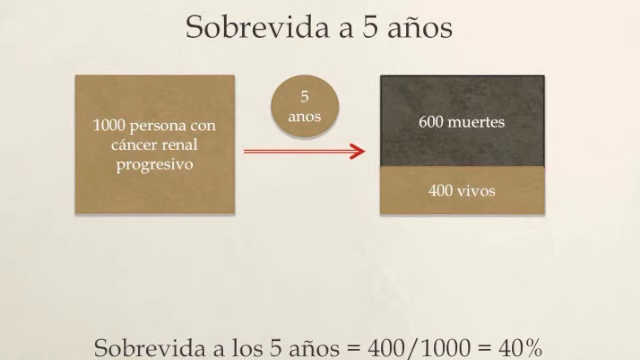 Sobrevida a 5 años
1000 persona con
cáncer renal
progresivo
5
anos
600 muertes
400 vivos
Sobrevida a los 5 años = 400/1000 = 40%